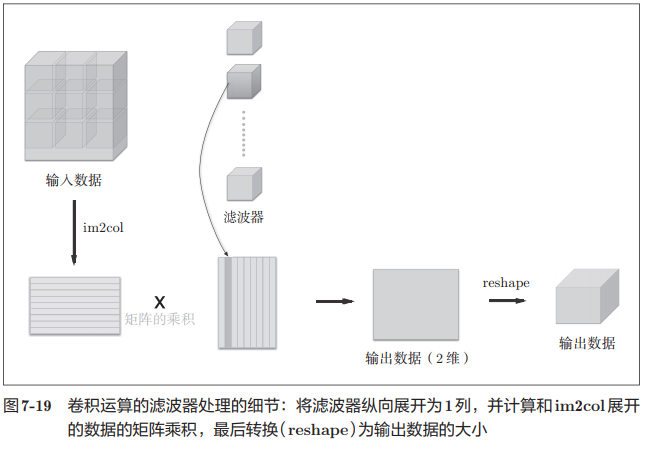 输入数据
滤波器
im2col
X
矩阵的乘积
reshape
输出数据（2 维）
输出数据
图7-19 卷积运算的滤波器处理的细节：将滤波器纵向展开为1列，并计算和im2col展开
的数据的矩阵乘积，最后转换（reshape）为输出数据的大小